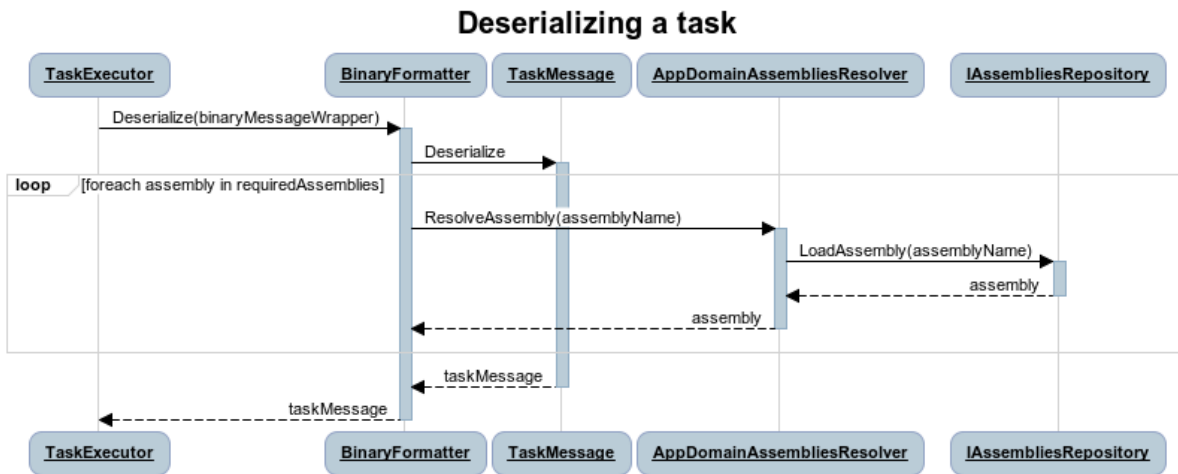 Deserializing a task
TaskExecutor BinaryFormatter TaskMessage AppDomainAssembliesResolver IAssembliesRepository
Deserialize(binaryMessageWrapper)
Deserialize
loop [foreach assembly in requiredAssemblies]
ResolveAssembly(assemblyName)
LoadAssembly(assemblyName)
assembly
assembly
taskMessage
taskMessage
TaskExecutor BinaryFormatter TaskMessage AppDomainAssembliesResolver IAssembliesRepository